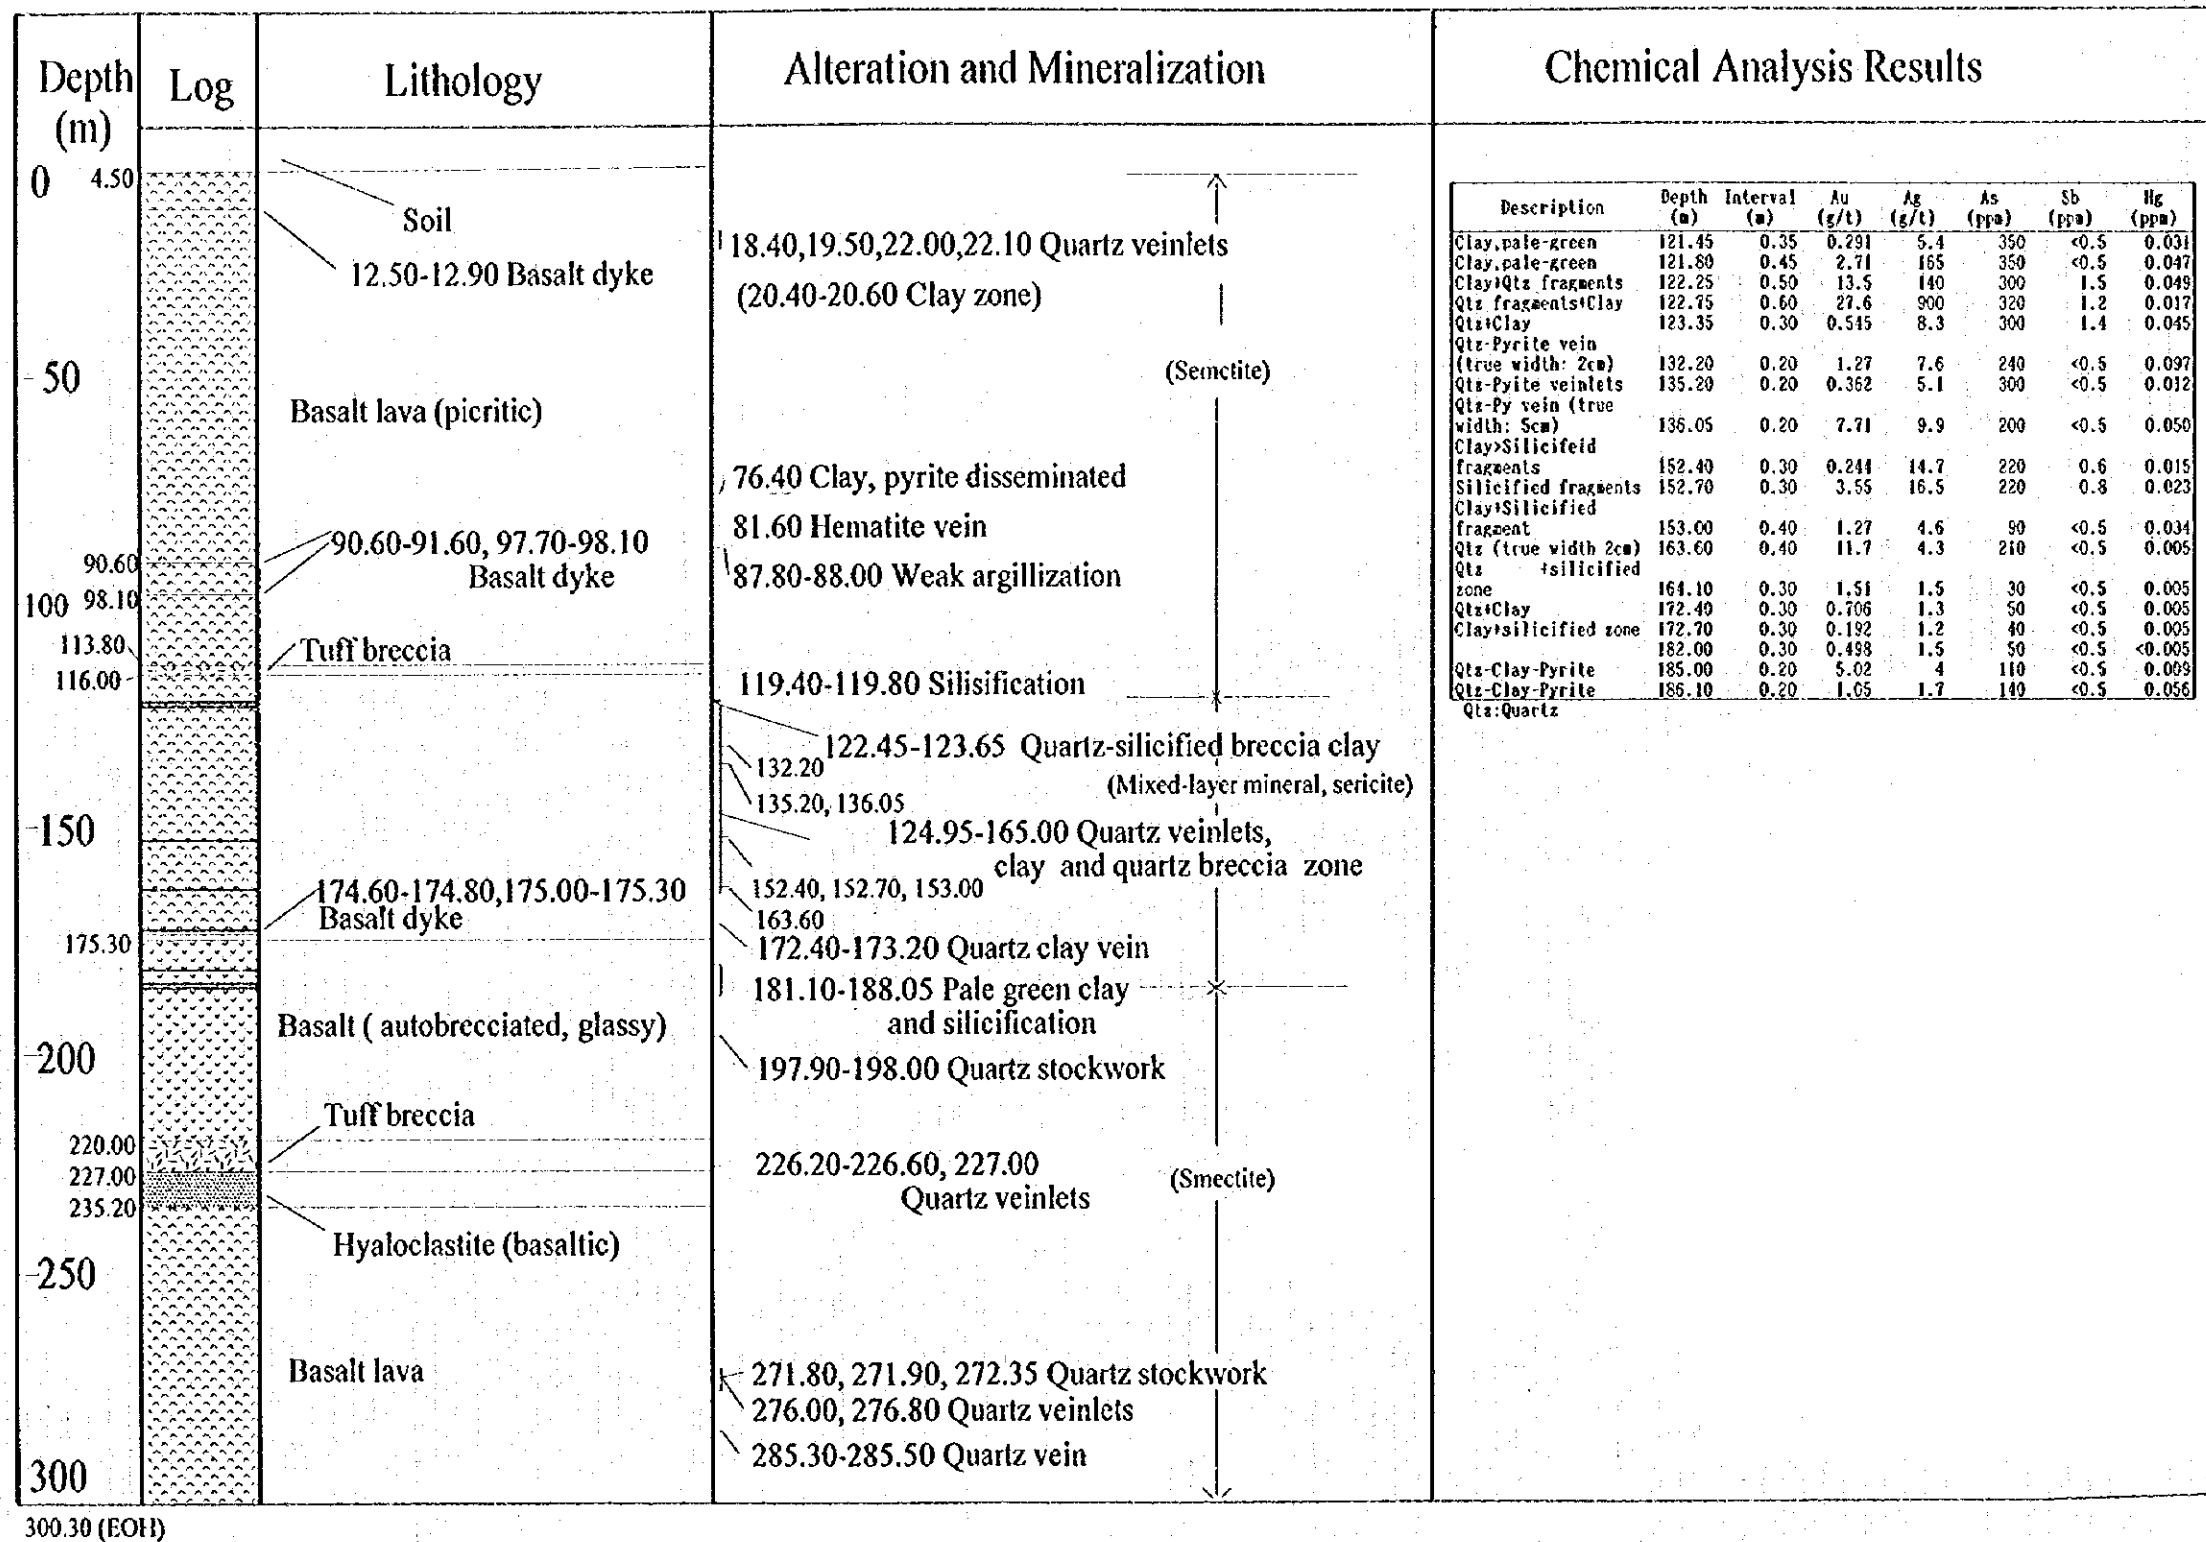 Depth
(m)
Log
Lithology
Alteration and Mineralization
Chemical Analysis Results
0
4.50
50
90.60
100
98.10
113.80
116.00
150
175.30
200
220.00
227.00
235.20
250
300
300.30 (EOH)
Soil
12.50-12.90 Basalt dyke
Basalt lava (picritic)
90.60-91.60, 97.70-98.10
Basalt dyke
Tuff breccia
174.60-174.80,175.00-175.30
Basalt dyke
Basalt ( autobrecciated, glassy)
Tuff breccia
Hyaloclastite (basaltic)
Basalt lava
18.40,19.50,22.00,22.10 Quartz veinlets
(20.40-20.60 Clay zone)
(Semctite)
76.40 Clay, pyrite disseminated
81.60 Hematite vein
87.80-88.00 Weak argillization
119.40-119.80 Silisification
122.45-123.65 Quartz-silicified breccia clay
132.20
(Mixed-layer mineral, sericite)
135.20, 136.05
124.95-165.00 Quartz veinlets,
clay and quartz breccia zone
152.40, 152.70, 153.00
163.60
172.40-173.20 Quartz clay vein
181.10-188.05 Pale green clay
and silicification
197.90-198.00 Quartz stockwork
226.20-226.60, 227.00
Quartz veinlets
(Smectite)
271.80, 271.90, 272.35 Quartz stockwork
276.00, 276.80 Quartz veinlets
285.30-285.50 Quartz vein
Description Depth Interval Au Ag As Sb Hg
(m) (m) (g/t) (g/t) (ppm) (ppm) (ppm)
Clay,pale-green 121.45 0.35 0.291 5.4 350 <0.5 0.031
Clay,pale-green 121.80 0.45 2.71 165 350 <0.5 0.047
Clay+Qtz fragments 122.25 0.50 13.5 140 300 1.5 0.049
Qtz fragments+Clay 122.75 0.60 27.6 900 320 1.2 0.017
Qtz+Clay 123.35 0.30 0.545 8.3 300 1.4 0.045
Qtz-Pyrite vein
(true width: 2cm) 132.20 0.20 1.27 7.6 240 <0.5 0.097
Qtz-Pyite veinlets 135.20 0.20 0.362 5.1 300 <0.5 0.012
Qtz-Py vein (true
width: 5cm) 136.05 0.20 7.71 9.9 200 <0.5 0.050
Clay>Silicifeid
fragments 152.40 0.30 0.244 14.7 220 0.6 0.015
Silicified fragments 152.70 0.30 3.55 16.5 220 0.8 0.023
Clay+Silicified
fragment 153.00 0.40 1.27 4.6 90 <0.5 0.034
Qtz (true width 2cm) 163.60 0.40 11.7 4.3 210 <0.5 0.005
Qtz +silicified
zone 164.10 0.30 1.51 1.5 30 <0.5 0.005
Qtz+Clay 172.40 0.30 0.706 1.3 50 <0.5 0.005
Clay+silicified zone 172.70 0.30 0.192 1.2 40 <0.5 0.005
182.00 0.30 0.498 1.5 50 <0.5 <0.005
Qtz-Clay-Pyrite 185.00 0.20 5.02 4 110 <0.5 0.009
Qtz-Clay-Pyrite 186.10 0.20 1.05 1.7 140 <0.5 0.056
Qtz:Quartz